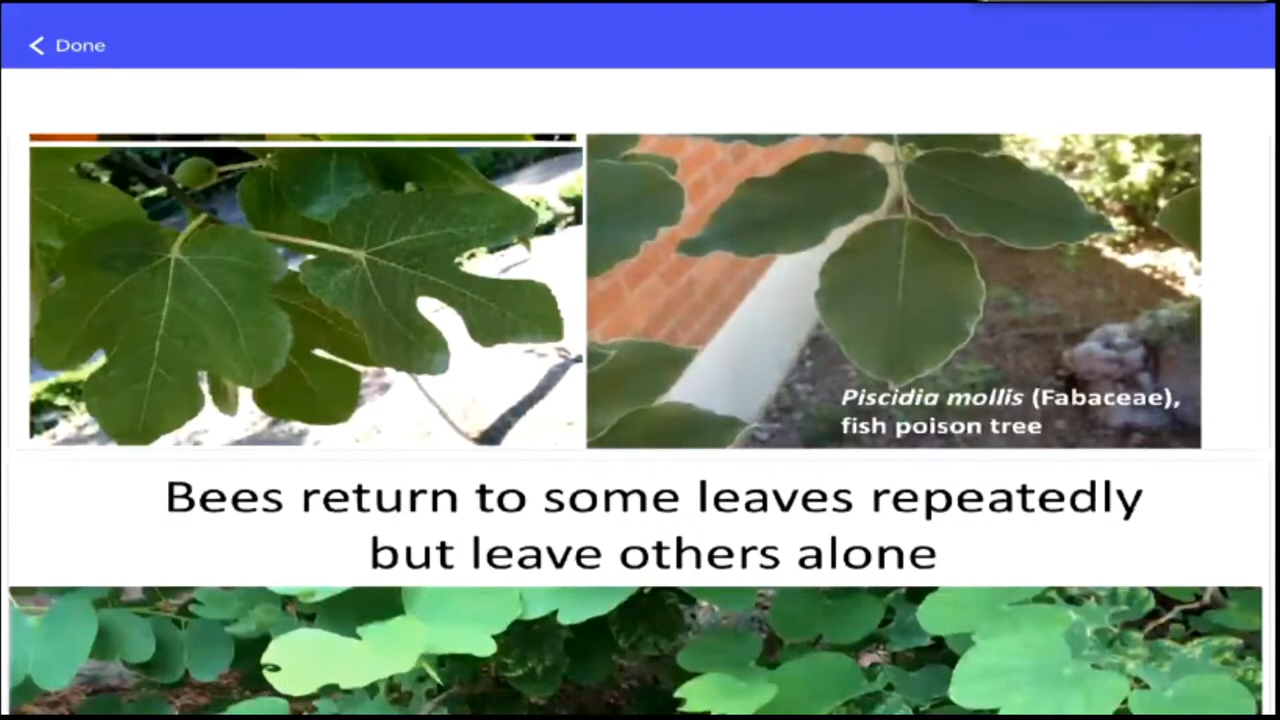 Done
Piscidia mollis (Fabaceae),
fish poison tree
Bees return to some leaves repeatedly
but leave others alone